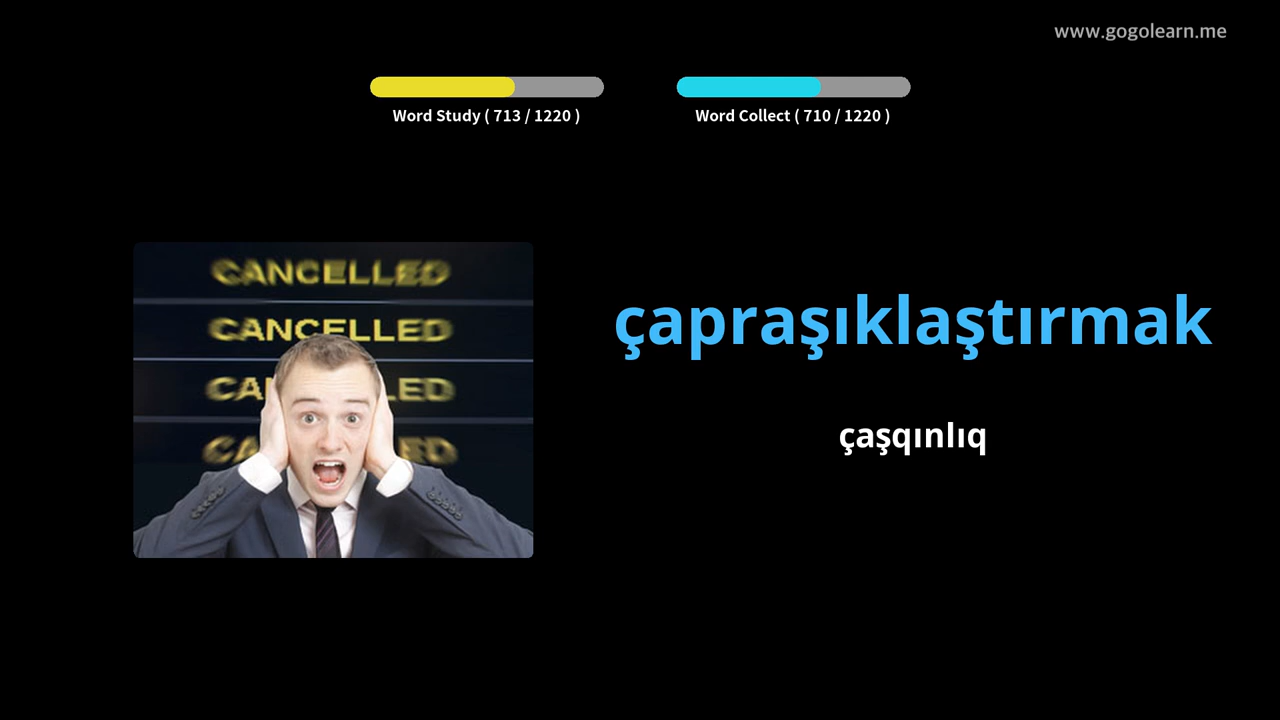 www.gogolearn.me
Word Study ( 713 / 1220 )
Word Collect ( 710 / 1220 )
CANCELLED
CANCELLED
çapraşıklaştırmak
çaşqınlıq